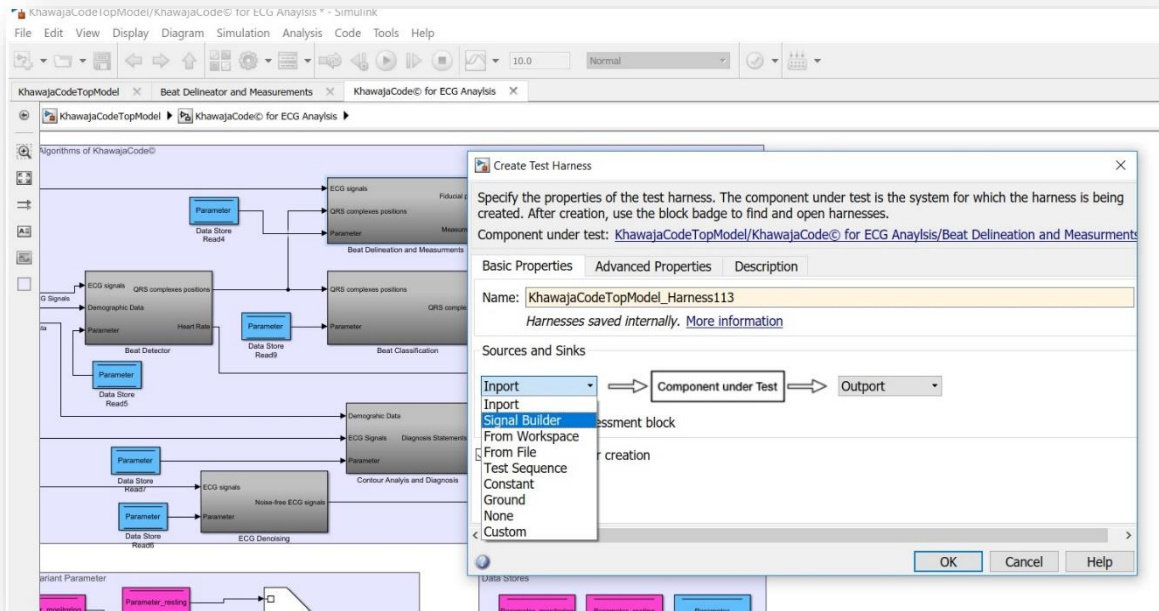 KhawajaCodeTopModel/KhawajaCode© for ECG Anaylsis * - Simulink
File Edit View Display Diagram Simulation Analysis Code Tools Help
10.0 Normal
KhawajaCodeTopModel Beat Delineator and Measurements KhawajaCode© for ECG Anaylsis
KhawajaCodeTopModel KhawajaCode© for ECG Anaylsis
Algorithms of KhawajaCode©
ECG signals
Fiducial
QRS complexes positions
Parameter
Beat Delineation and Measurments
Parameter
Data Store
Read4
ECG signals QRS complexes positions
Demographic Data
Parameter Heart Rate
Beat Detector
G Signals
QRS complexes positions
Parameter
Beat Classification
Parameter
Data Store
Read9
Parameter
Data Store
Read5
Demograhic Data
ECG Signals Diagnosis Statements
Parameter
Contour Analyis and Diagnosis
Parameter
Data Store
Read7
ECG signals
Noise-free ECG signals
Parameter
ECG Denoising
Parameter
Data Store
Read6
ariant Parameter
Parameter_resting
Data Stores
Create Test Harness
Specify the properties of the test harness. The component under test is the system for which the harness is being
created. After creation, use the block badge to find and open harnesses.
Component under test: KhawajaCodeTopModel/KhawajaCode© for ECG Anaylsis/Beat Delineation and Measurments
Basic Properties Advanced Properties Description
Name: KhawajaCodeTopModel_Harness113
Harnesses saved internally. More information
Sources and Sinks
Inport Component under Test Outport
Inport
Signal Builder
essment block
From Workspace
From File
r creation
Test Sequence
Constant
Ground
None
Custom
OK Cancel Help